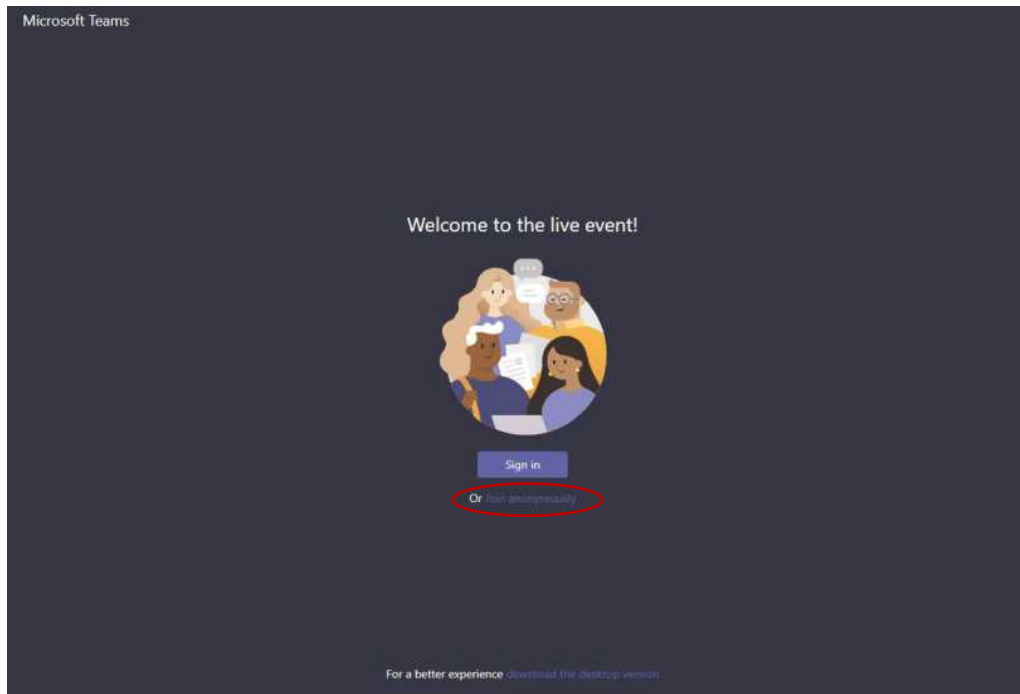 Microsoft Teams
Welcome to the live event!
Sign in
Or Join anonymously
For a better experience download the desktop version